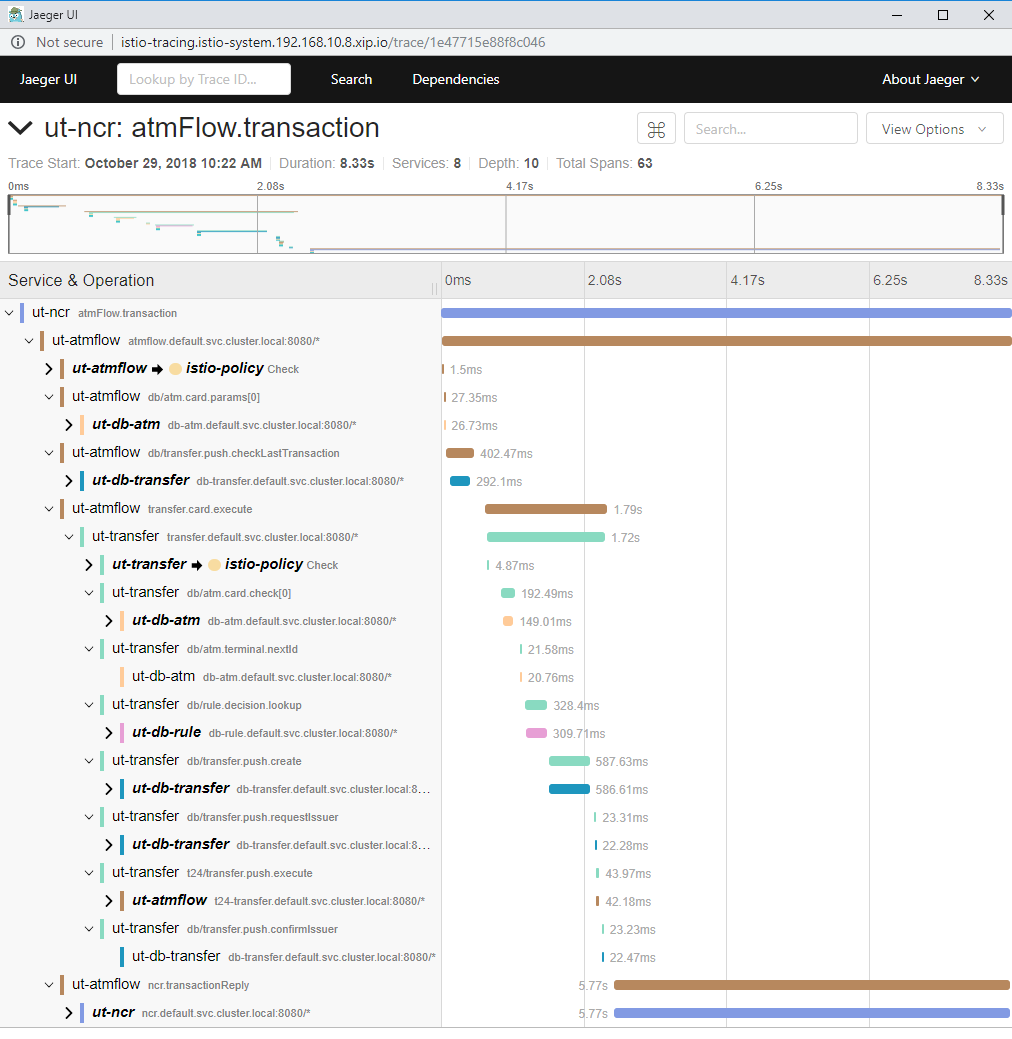 Jaeger UI
Not secure istio-tracing.istio-system.192.168.10.8.xip.io/trace/1e47715e88f8c046
Jaeger UI Lookup by Trace ID... Search Dependencies About Jaeger
ut-ncr: atmFlow.transaction ⌘ Search... View Options
Trace Start: October 29, 2018 10:22 AM Duration: 8.33s Services: 8 Depth: 10 Total Spans: 63
0ms 2.08s 4.17s 6.25s 8.33s
Service & Operation 0ms 2.08s 4.17s 6.25s 8.33s
ut-ncr atmFlow.transaction
ut-atmflow atmflow.default.svc.cluster.local:8080/*
ut-atmflow ➡ istio-policy Check 1.5ms
ut-atmflow db/atm.card.params[0] 27.35ms
ut-db-atm db-atm.default.svc.cluster.local:8080/* 26.73ms
ut-atmflow db/transfer.push.checkLastTransaction 402.47ms
ut-db-transfer db-transfer.default.svc.cluster.local:8080/* 292.1ms
ut-atmflow transfer.card.execute 1.79s
ut-transfer transfer.default.svc.cluster.local:8080/* 1.72s
ut-transfer ➡ istio-policy Check 4.87ms
ut-transfer db/atm.card.check[0] 192.49ms
ut-db-atm db-atm.default.svc.cluster.local:8080/* 149.01ms
ut-transfer db/atm.terminal.nextId 21.58ms
ut-db-atm db-atm.default.svc.cluster.local:8080/* 20.76ms
ut-transfer db/rule.decision.lookup 328.4ms
ut-db-rule db-rule.default.svc.cluster.local:8080/* 309.71ms
ut-transfer db/transfer.push.create 587.63ms
ut-db-transfer db-transfer.default.svc.cluster.local:8... 586.61ms
ut-transfer db/transfer.push.requestIssuer 23.31ms
ut-db-transfer db-transfer.default.svc.cluster.local:8... 22.28ms
ut-transfer t24/transfer.push.execute 43.97ms
ut-atmflow t24-transfer.default.svc.cluster.local:8080/* 42.18ms
ut-transfer db/transfer.push.confirmIssuer 23.23ms
ut-db-transfer db-transfer.default.svc.cluster.local:8080/* 22.47ms
ut-atmflow ncr.transactionReply 5.77s
ut-ncr ncr.default.svc.cluster.local:8080/* 5.77s